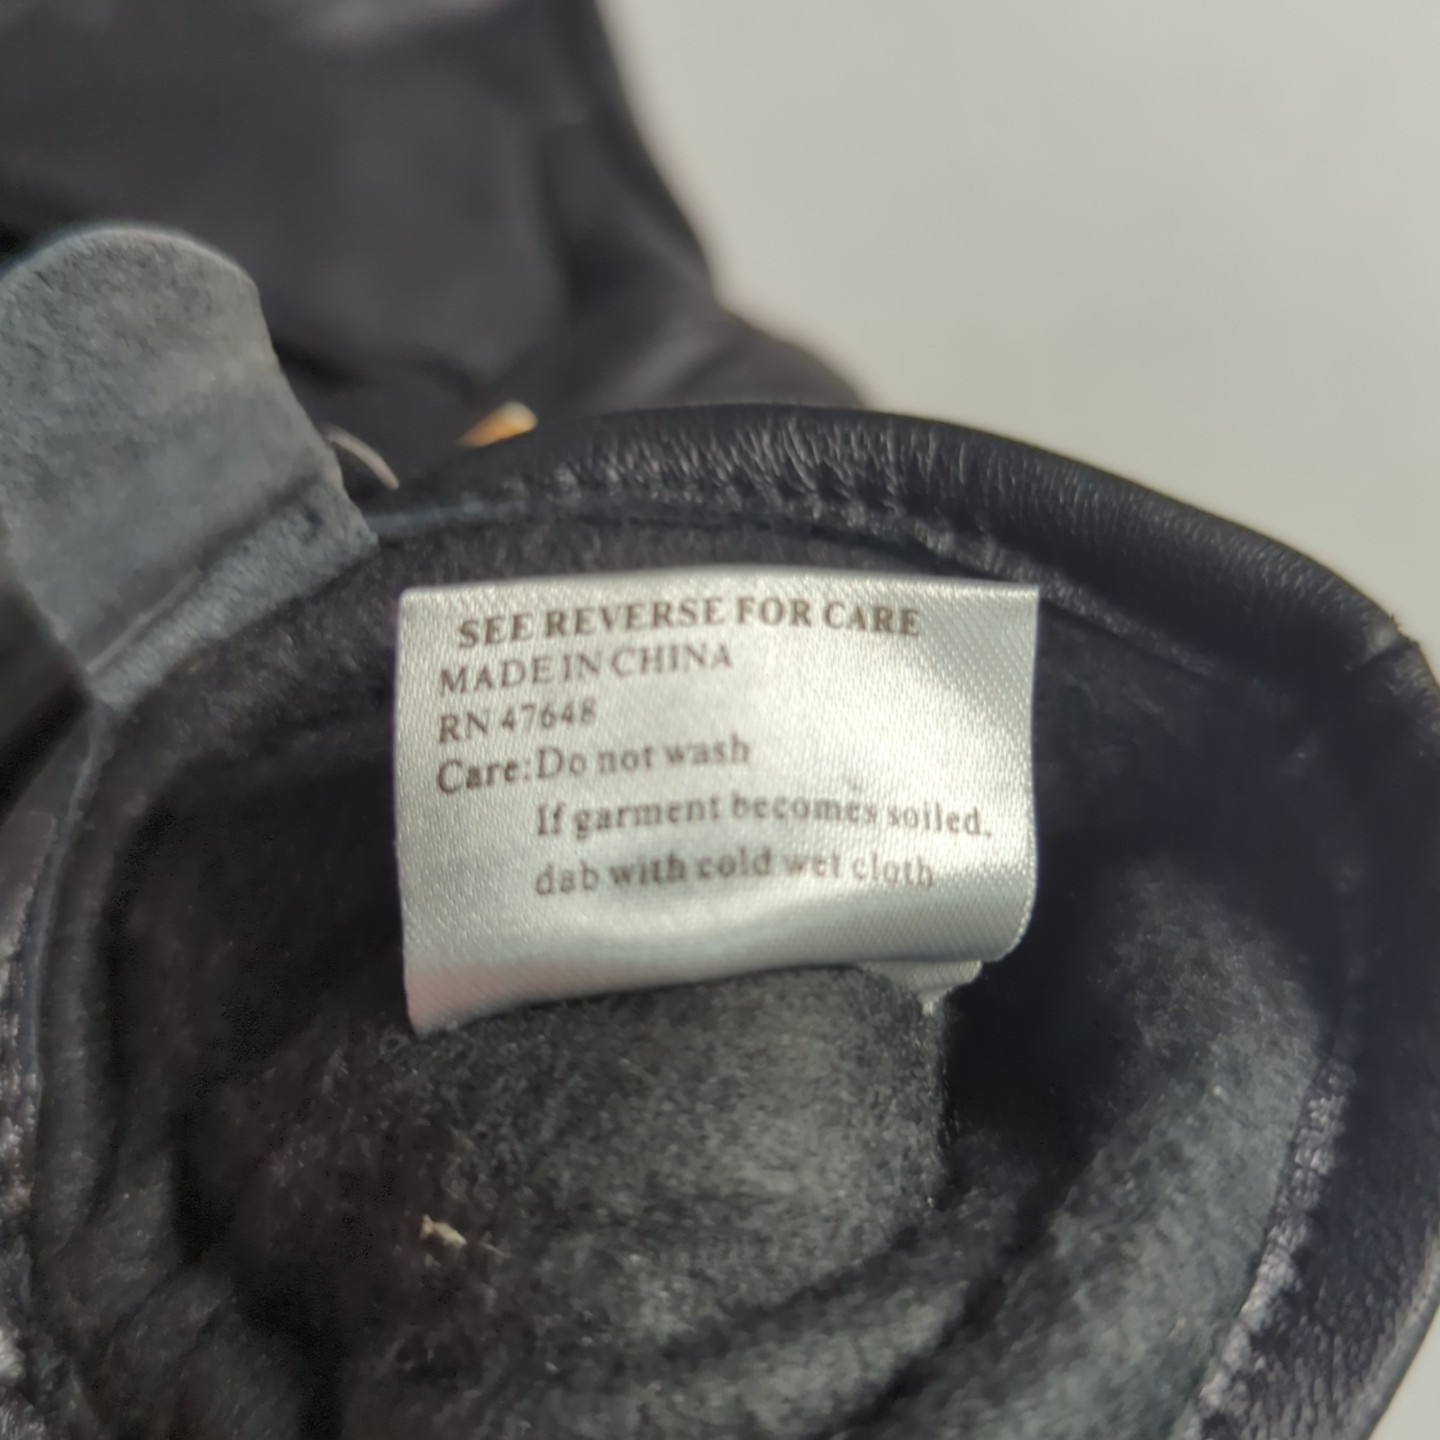 SEE REVERSE FOR CARE
MADE IN CHINA
RN 47648
Care:Do not wash
If garment becomes soiled,
dab with cold wet cloth